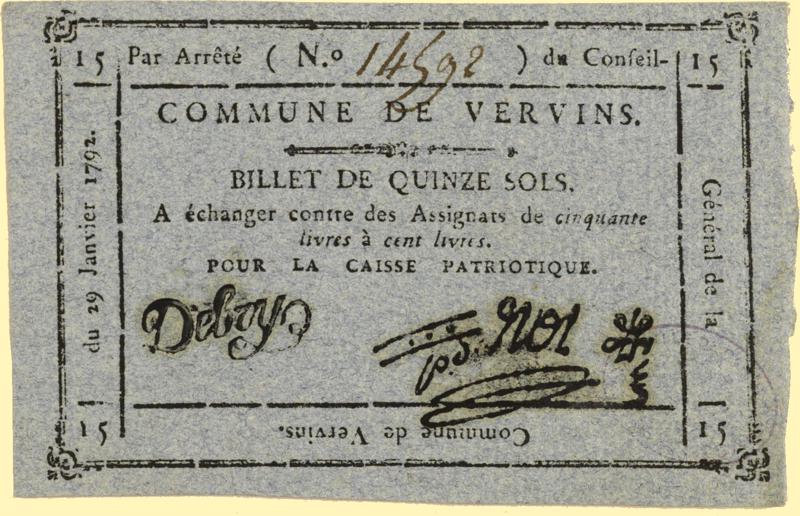 15 Par Arrêté ( N.º 14592 ) du Conseil- 15
COMMUNE DE VERVINS.
BILLET DE QUINZE SOLS.
A échanger contre des Assignats de cinquante
livres à cent livres.
POUR LA CAISSE PATRIOTIQUE.
du 29 Janvier 1792.
Général de la
Commune de Vervins.
15
15